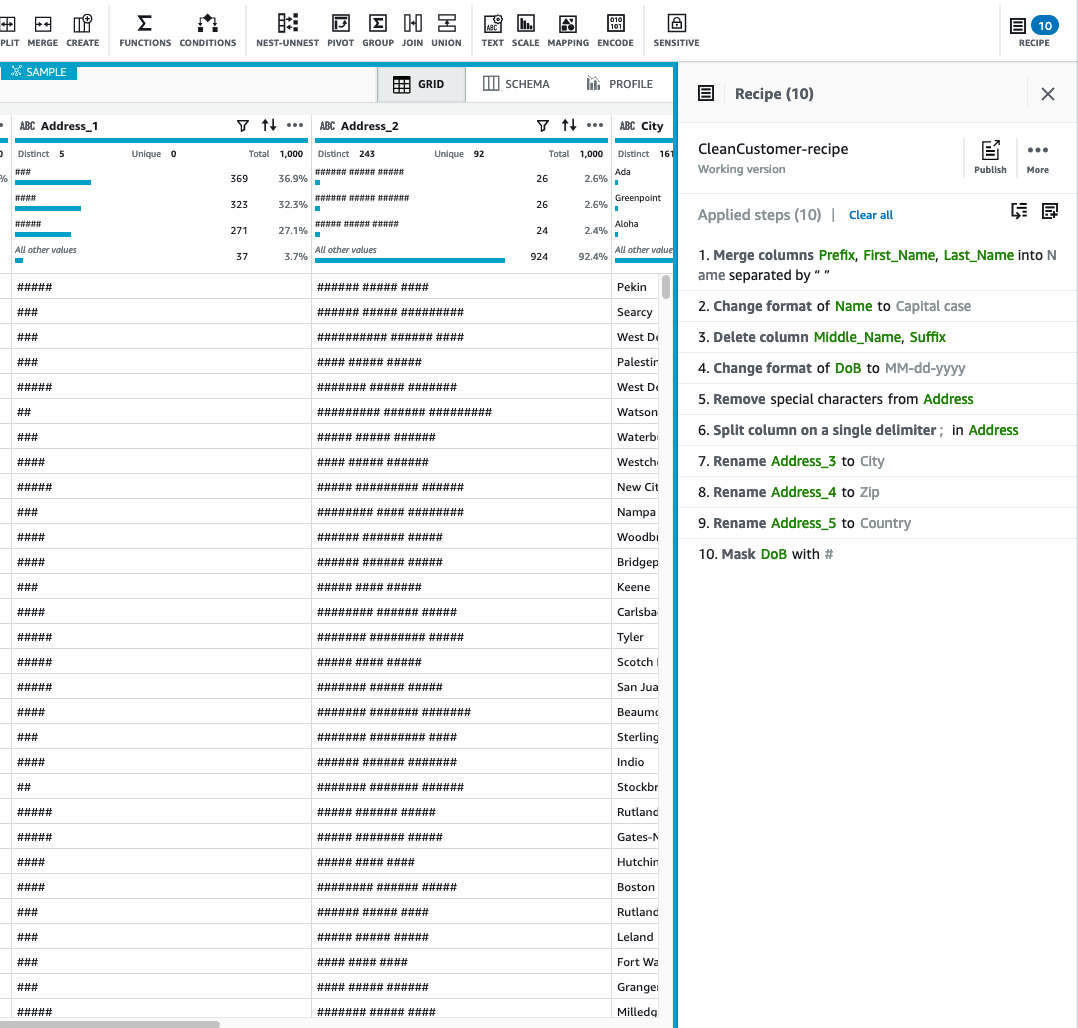 PLIT MERGE CREATE FUNCTIONS CONDITIONS NEST-UNNEST PIVOT GROUP JOIN UNION TEXT SCALE MAPPING ENCODE SENSITIVE 10 RECIPE
SAMPLE
GRID SCHEMA PROFILE
ABC Address_1 ABC Address_2 ABC City
Distinct 5 Unique 0 Total 1,000 Distinct 243 Unique 92 Total 1,000 Distinct 161
### 369 36.9% ###### ##### ##### 26 2.6% Ada
#### 323 32.3% ###### ##### ###### 26 2.6% Greenpoint
##### 271 27.1% ##### ##### ##### 24 2.4% Aloha
All other values 37 3.7% All other values 924 92.4% All other value
##### ###### ##### #### Pekin
### ###### ##### ######### Searcy
### ########## ###### #### West De
### #### ##### ##### Palestin
##### ####### ##### ####### West De
## ######### ###### ######### Watson
### ##### ##### ###### Waterbu
#### #### ##### ###### Westche
##### ##### ######### ###### New Cit
### ######## #### ######## Nampa
#### ###### ###### ##### Woodbr
#### ###### ###### ##### Bridgep
### #### #### ##### Keene
#### ######## ###### ##### Carlsba
##### ####### ######## ##### Tyler
##### ##### #### ##### Scotch
##### ####### ##### ##### San Jua
#### ####### ####### ####### Beaumo
### ####### ######## #### Sterling
#### ##### ###### ####### Indio
## ##### ####### ###### Stockbr
##### ###### ##### ##### Rutland
##### ##### ####### ##### Gates-N
### ##### #### #### Hutchin
#### ######## ###### ##### Boston
### ###### ##### #### Rutland
### ##### ##### ##### Leland
### #### #### #### Fort Wa
### #### ##### ###### Granger
##### ####### ##### #### Milledg
Recipe (10)
CleanCustomer-recipe
Working version
Publish More
Applied steps (10) | Clear all
1. Merge columns Prefix, First_Name, Last_Name into N
ame separated by “ ”
2. Change format of Name to Capital case
3. Delete column Middle_Name, Suffix
4. Change format of DoB to MM-dd-yyyy
5. Remove special characters from Address
6. Split column on a single delimiter ; in Address
7. Rename Address_3 to City
8. Rename Address_4 to Zip
9. Rename Address_5 to Country
10. Mask DoB with #